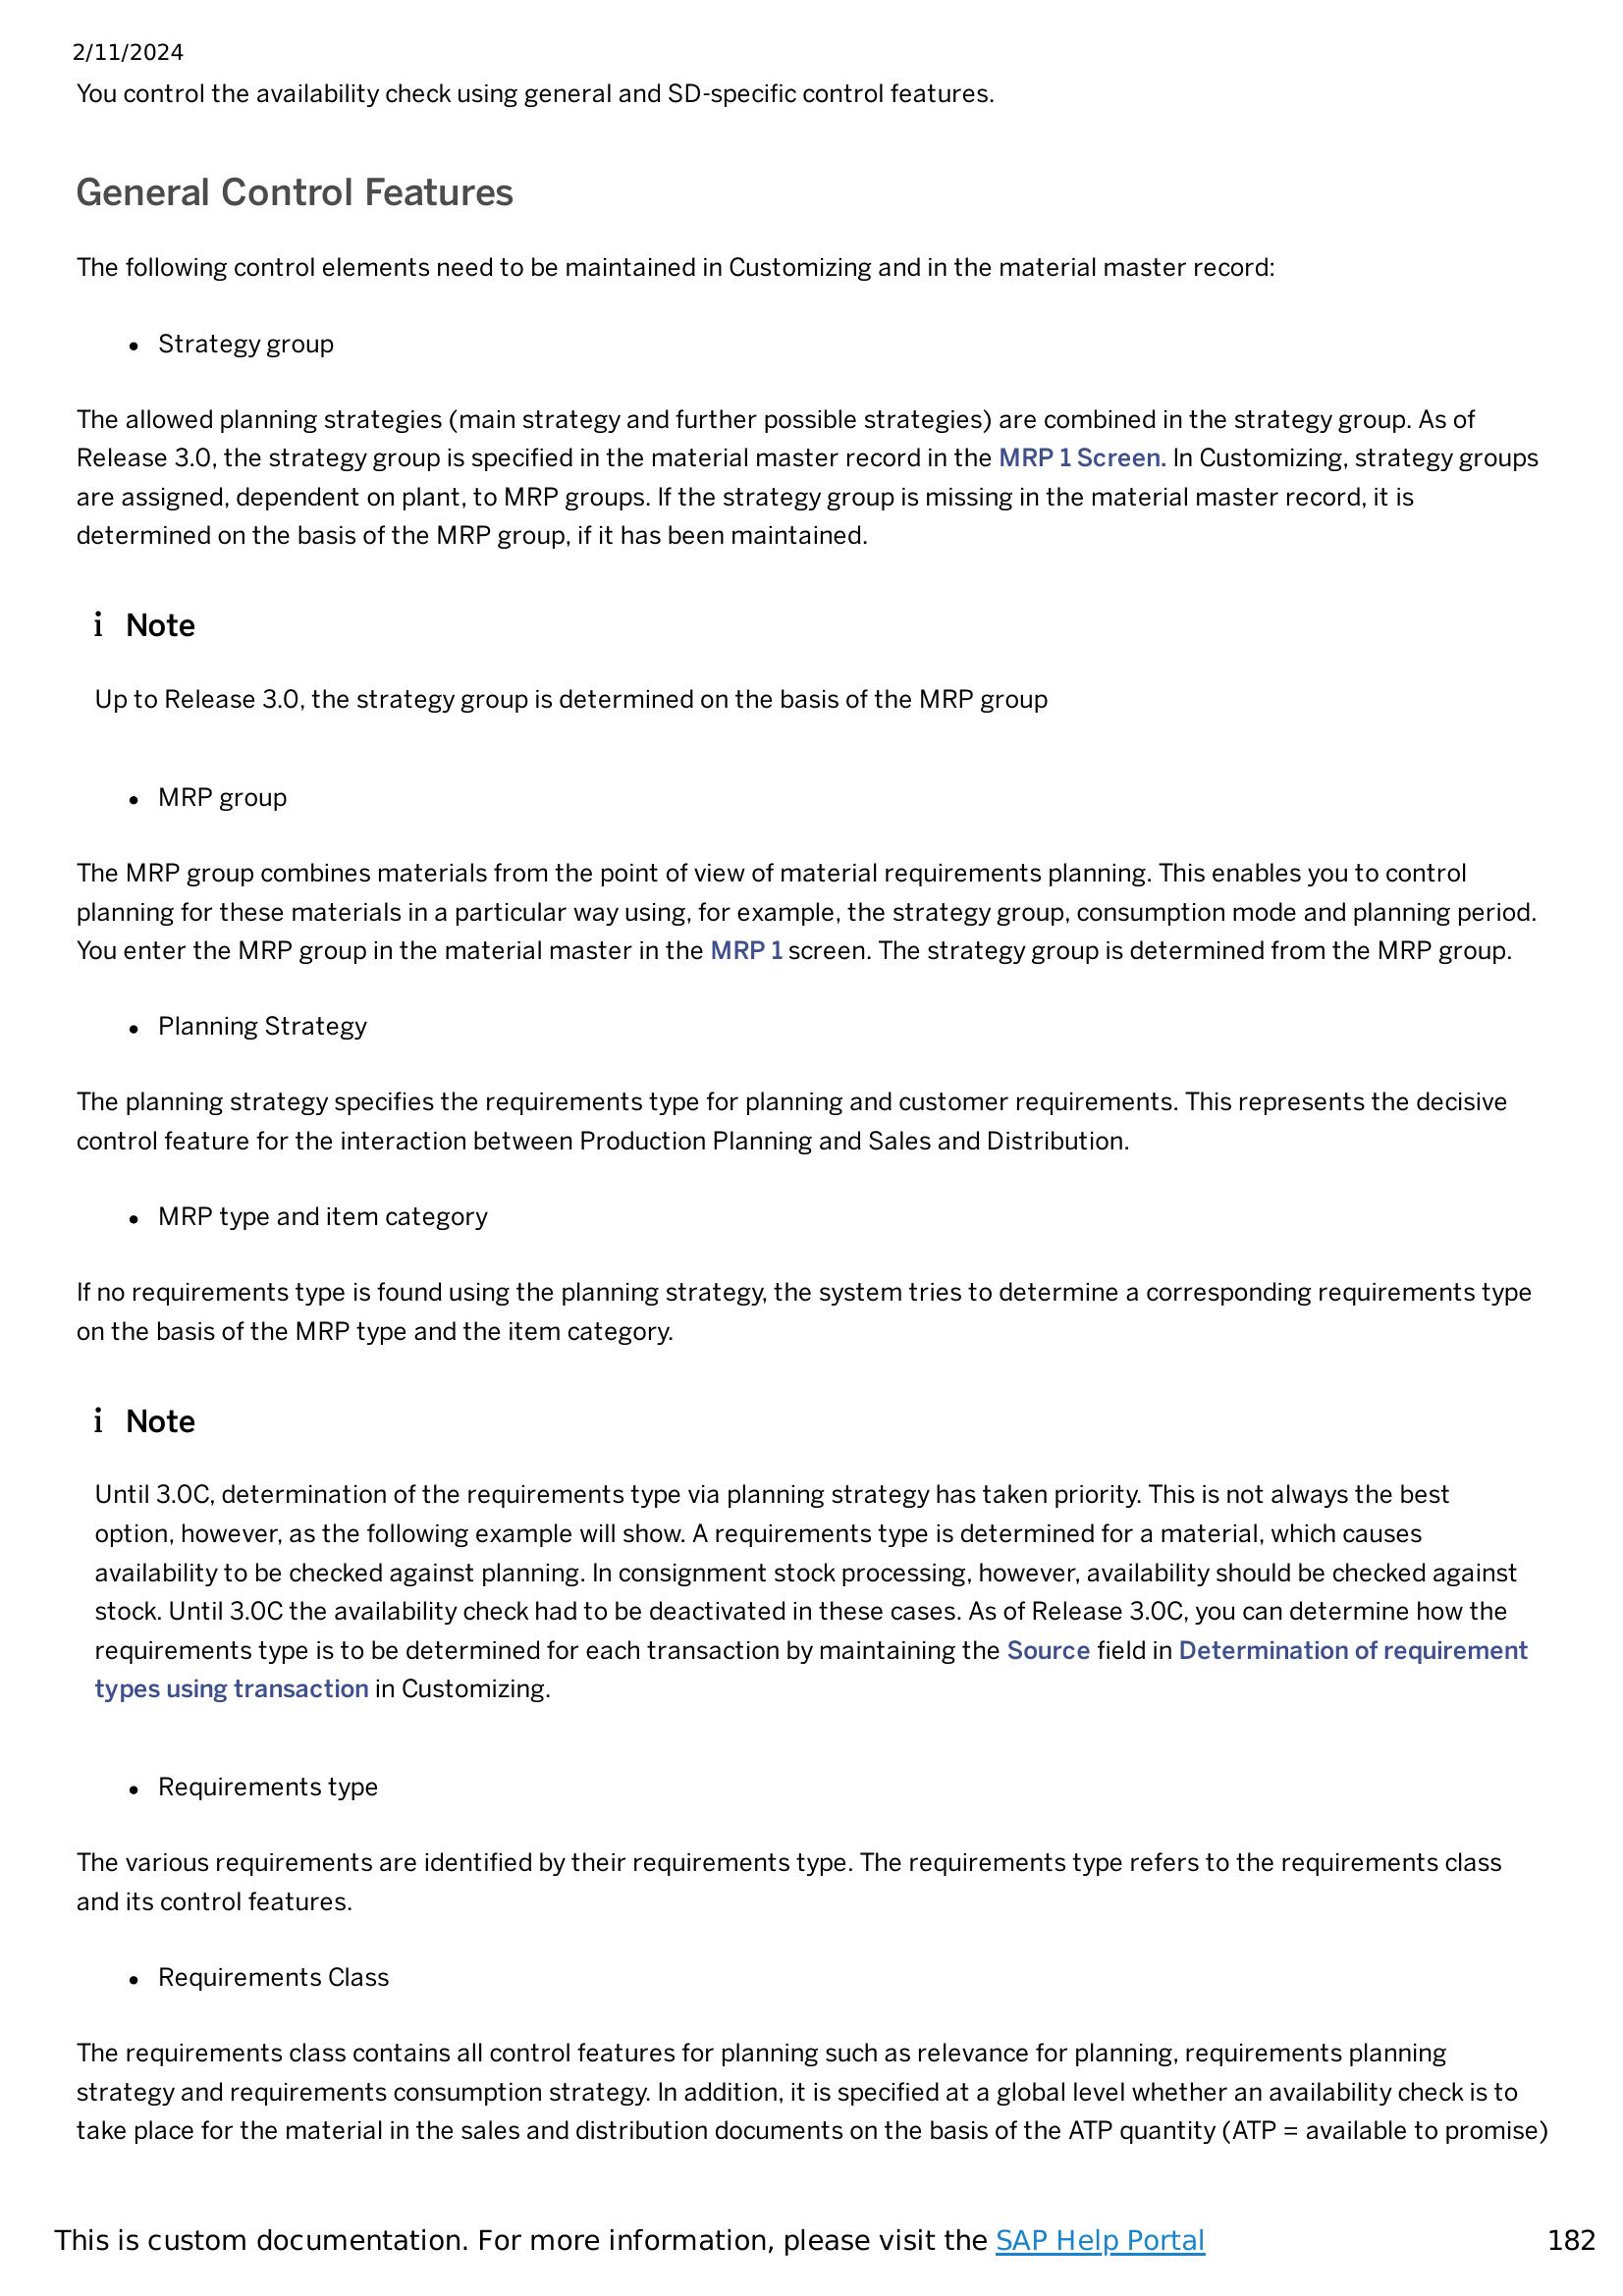 2/11/2024
You control the availability check using general and SD-specific control features.
General Control Features
The following control elements need to be maintained in Customizing and in the material master record:
• Strategy group
The allowed planning strategies (main strategy and further possible strategies) are combined in the strategy group. As of
Release 3.0, the strategy group is specified in the material master record in the MRP 1 Screen. In Customizing, strategy groups
are assigned, dependent on plant, to MRP groups. If the strategy group is missing in the material master record, it is
determined on the basis of the MRP group, if it has been maintained.
i Note
Up to Release 3.0, the strategy group is determined on the basis of the MRP group
• MRP group
The MRP group combines materials from the point of view of material requirements planning. This enables you to control
planning for these materials in a particular way using, for example, the strategy group, consumption mode and planning period.
You enter the MRP group in the material master in the MRP 1 screen. The strategy group is determined from the MRP group.
• Planning Strategy
The planning strategy specifies the requirements type for planning and customer requirements. This represents the decisive
control feature for the interaction between Production Planning and Sales and Distribution.
• MRP type and item category
If no requirements type is found using the planning strategy, the system tries to determine a corresponding requirements type
on the basis of the MRP type and the item category.
i Note
Until 3.0C, determination of the requirements type via planning strategy has taken priority. This is not always the best
option, however, as the following example will show. A requirements type is determined for a material, which causes
availability to be checked against planning. In consignment stock processing, however, availability should be checked against
stock. Until 3.0C the availability check had to be deactivated in these cases. As of Release 3.0C, you can determine how the
requirements type is to be determined for each transaction by maintaining the Source field in Determination of requirement
types using transaction in Customizing.
• Requirements type
The various requirements are identified by their requirements type. The requirements type refers to the requirements class
and its control features.
• Requirements Class
The requirements class contains all control features for planning such as relevance for planning, requirements planning
strategy and requirements consumption strategy. In addition, it is specified at a global level whether an availability check is to
take place for the material in the sales and distribution documents on the basis of the ATP quantity (ATP = available to promise)
This is custom documentation. For more information, please visit the SAP Help Portal 182